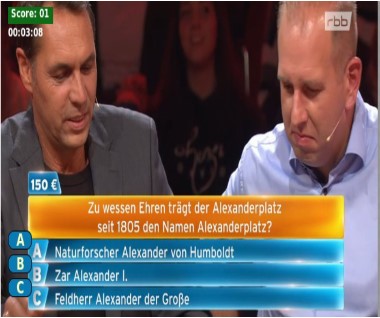 Score: 01
00:03:08
rbb
150 €
Zu wessen Ehren trägt der Alexanderplatz
seit 1805 den Namen Alexanderplatz?
A
A Naturforscher Alexander von Humboldt
B
B Zar Alexander I.
C
C Feldherr Alexander der Große